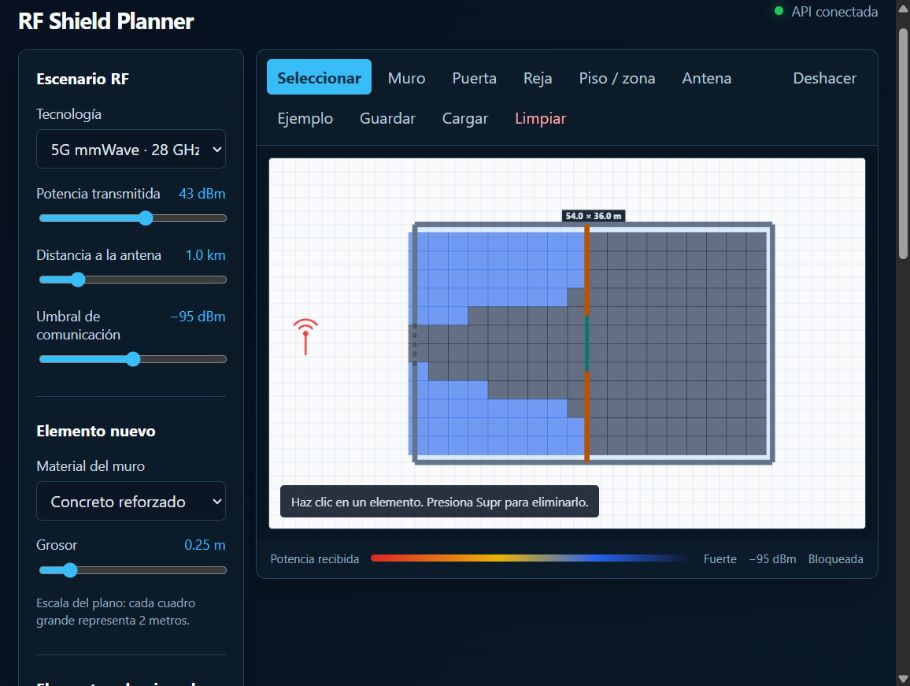 RF Shield Planner
API conectada
Escenario RF
Tecnología
5G mmWave · 28 GHz
Potencia transmitida 43 dBm
Distancia a la antena 1.0 km
Umbral de −95 dBm
comunicación
Elemento nuevo
Material del muro
Concreto reforzado
Grosor 0.25 m
Escala del plano: cada cuadro
grande representa 2 metros.
Seleccionar Muro Puerta Reja Piso / zona Antena Deshacer
Ejemplo Guardar Cargar Limpiar
54.0 × 36.0 m
Haz clic en un elemento. Presiona Supr para eliminarlo.
Potencia recibida Fuerte −95 dBm Bloqueada